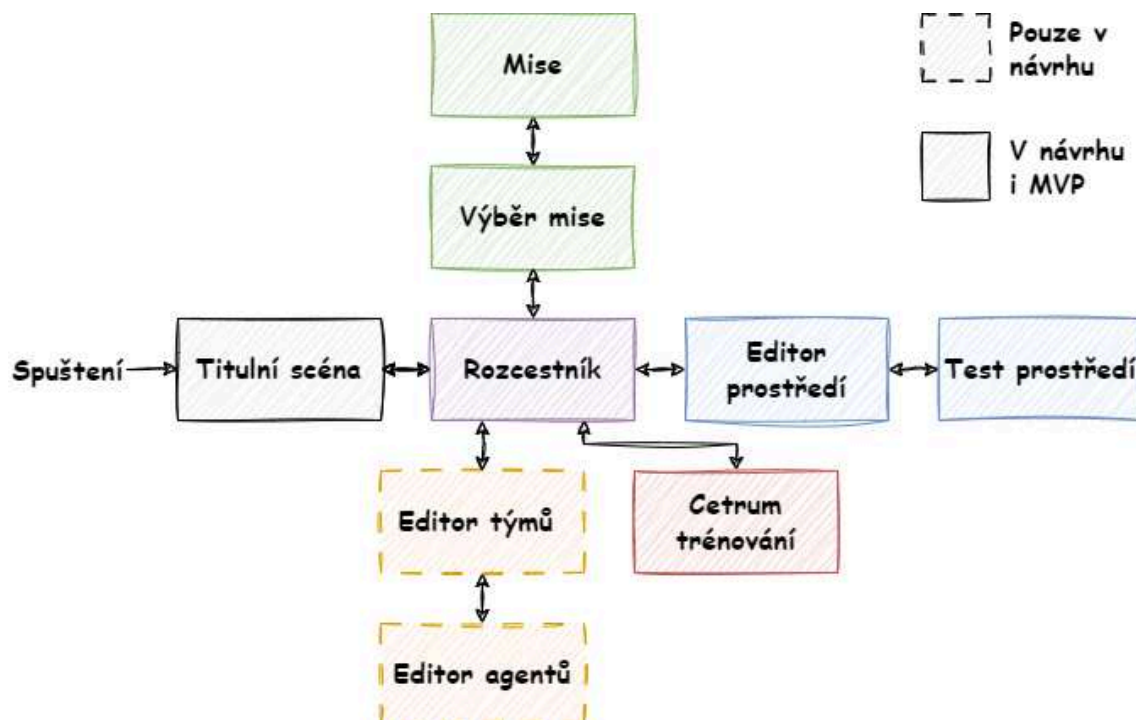 Mise
Pouze v
návrhu
V návrhu
i MVP
Výběr mise
Spuštení
Titulní scéna
Rozcestník
Editor
prostředí
Test prostředí
Editor týmů
Cetrum
trénování
Editor agentů